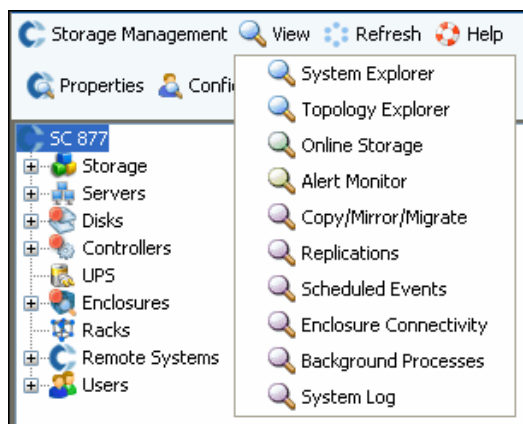 Storage Management View Refresh Help
Properties Confi
SC 877
Storage
Servers
Disks
Controllers
UPS
Enclosures
Racks
Remote Systems
Users
System Explorer
Topology Explorer
Online Storage
Alert Monitor
Copy/Mirror/Migrate
Replications
Scheduled Events
Enclosure Connectivity
Background Processes
System Log